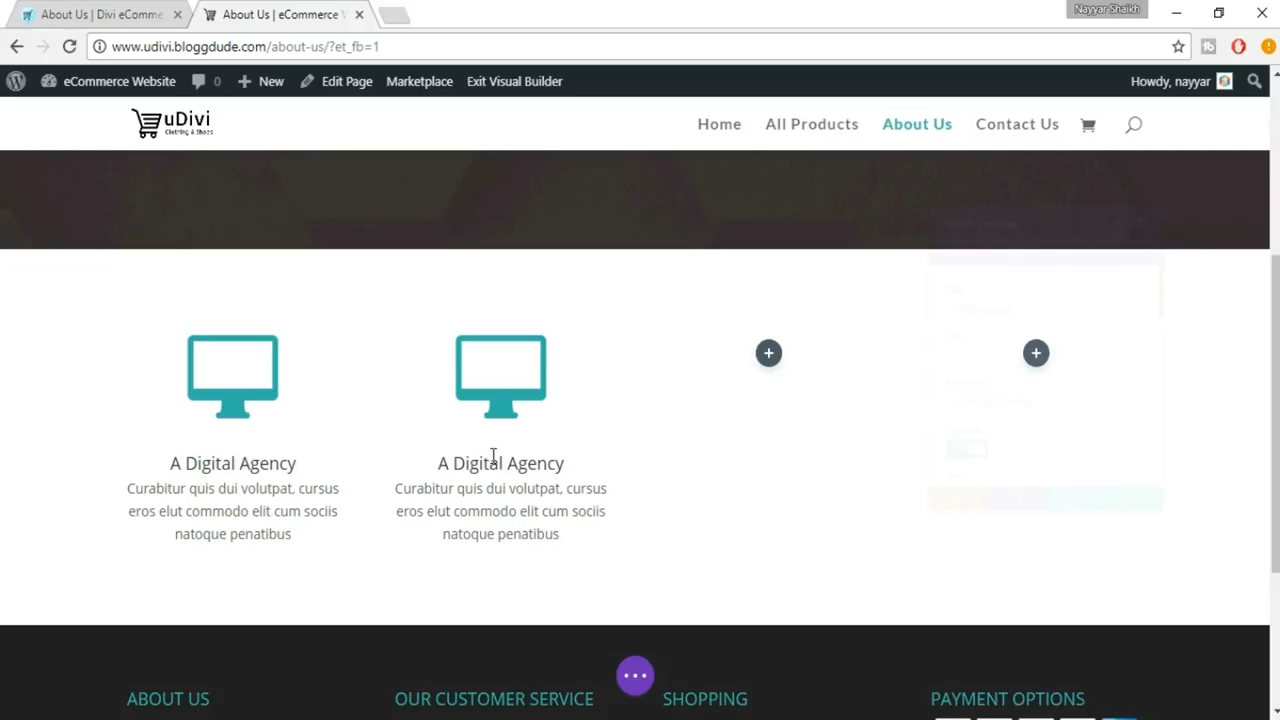 About Us | Divi eComme
About Us | eCommerce W
Nayyar Shaikh
www.udivi.bloggdude.com/about-us/?et_fb=1
eCommerce Website 0 New Edit Page Marketplace Exit Visual Builder Howdy, nayyar
uDivi
Clothing & Shoes
Home All Products About Us Contact Us
A Digital Agency
Curabitur quis dui volutpat, cursus
eros elut commodo elit cum sociis
natoque penatibus
A Digital Agency
Curabitur quis dui volutpat, cursus
eros elut commodo elit cum sociis
natoque penatibus
ABOUT US OUR CUSTOMER SERVICE SHOPPING PAYMENT OPTIONS